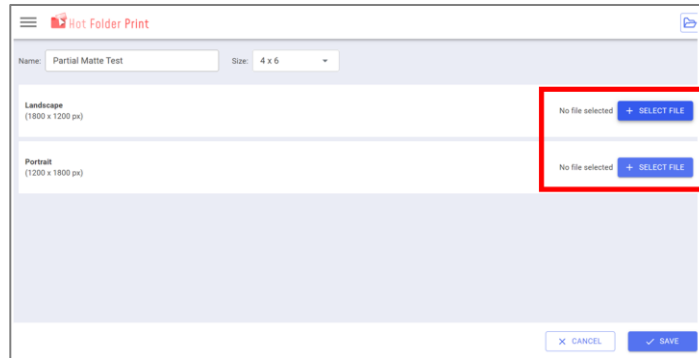 Hot Folder Print
Name: Partial Matte Test Size: 4 x 6
Landscape
(1800 x 1200 px)
No file selected + SELECT FILE
Portrait
(1200 x 1800 px)
No file selected + SELECT FILE
CANCEL SAVE